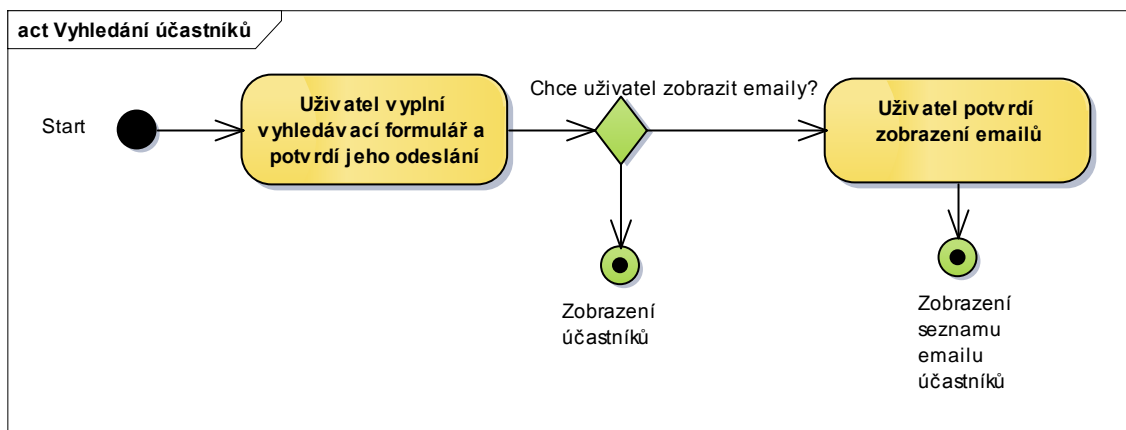 act Vyhledání účastníků
Start
Uživatel vyplní
vyhledávací formulář a
potvrdí jeho odeslání
Chce uživatel zobrazit emaily?
Uživatel potvrdí
zobrazení emailů
Zobrazení
účastníků
Zobrazení
seznamu
emailu
účastníků